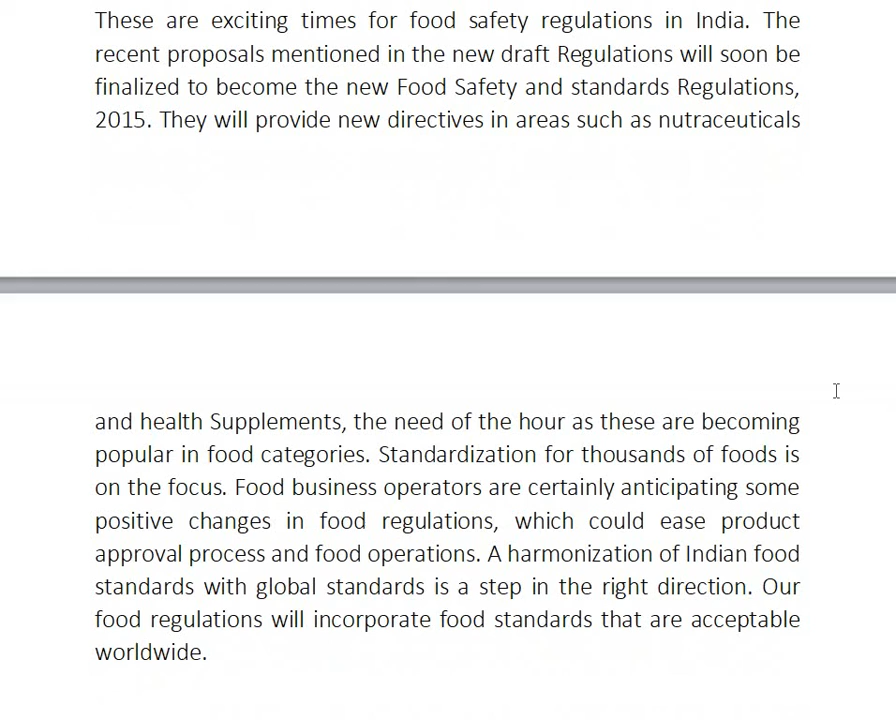 These are exciting times for food safety regulations in India. The
recent proposals mentioned in the new draft Regulations will soon be
finalized to become the new Food Safety and standards Regulations,
2015. They will provide new directives in areas such as nutraceuticals
and health Supplements, the need of the hour as these are becoming
popular in food categories. Standardization for thousands of foods is
on the focus. Food business operators are certainly anticipating some
positive changes in food regulations, which could ease product
approval process and food operations. A harmonization of Indian food
standards with global standards is a step in the right direction. Our
food regulations will incorporate food standards that are acceptable
worldwide.